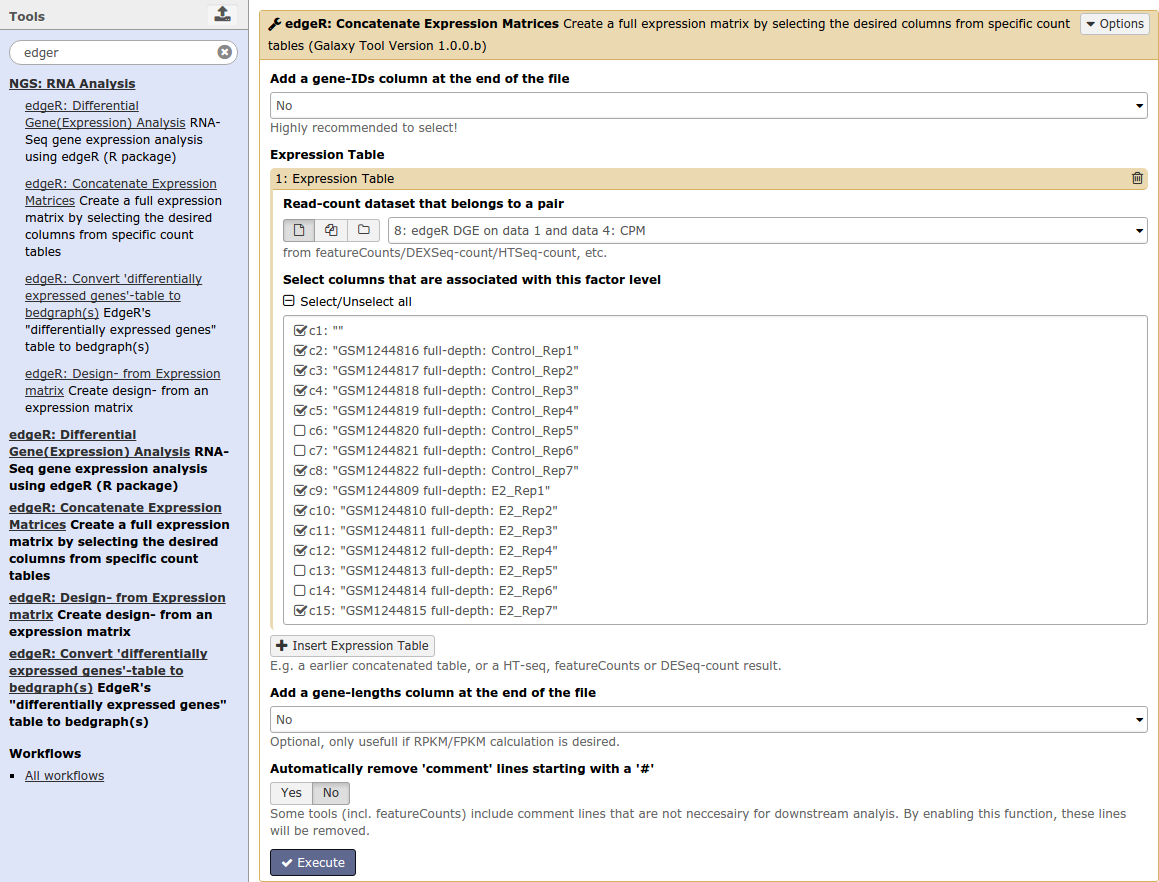 Tools
edger
NGS: RNA Analysis
edgeR: Differential
Gene(Expression) Analysis RNA-
Seq gene expression analysis
using edgeR (R package)
edgeR: Concatenate Expression
Matrices Create a full expression
matrix by selecting the desired
columns from specific count
tables
edgeR: Convert 'differentially
expressed genes'-table to
bedgraph(s) EdgeR's
"differentially expressed genes"
table to bedgraph(s)
edgeR: Design- from Expression
matrix Create design- from an
expression matrix
edgeR: Differential
Gene(Expression) Analysis RNA-
Seq gene expression analysis
using edgeR (R package)
edgeR: Concatenate Expression
Matrices Create a full expression
matrix by selecting the desired
columns from specific count
tables
edgeR: Design- from Expression
matrix Create design- from an
expression matrix
edgeR: Convert 'differentially
expressed genes'-table to
bedgraph(s) EdgeR's
"differentially expressed genes"
table to bedgraph(s)
Workflows
All workflows
edgeR: Concatenate Expression Matrices Create a full expression matrix by selecting the desired columns from specific count
tables (Galaxy Tool Version 1.0.0.b)
Options
Add a gene-IDs column at the end of the file
No
Highly recommended to select!
Expression Table
1: Expression Table
Read-count dataset that belongs to a pair
8: edgeR DGE on data 1 and data 4: CPM
from featureCounts/DEXSeq-count/HTSeq-count, etc.
Select columns that are associated with this factor level
Select/Unselect all
c1: ""
c2: "GSM1244816 full-depth: Control_Rep1"
c3: "GSM1244817 full-depth: Control_Rep2"
c4: "GSM1244818 full-depth: Control_Rep3"
c5: "GSM1244819 full-depth: Control_Rep4"
c6: "GSM1244820 full-depth: Control_Rep5"
c7: "GSM1244821 full-depth: Control_Rep6"
c8: "GSM1244822 full-depth: Control_Rep7"
c9: "GSM1244809 full-depth: E2_Rep1"
c10: "GSM1244810 full-depth: E2_Rep2"
c11: "GSM1244811 full-depth: E2_Rep3"
c12: "GSM1244812 full-depth: E2_Rep4"
c13: "GSM1244813 full-depth: E2_Rep5"
c14: "GSM1244814 full-depth: E2_Rep6"
c15: "GSM1244815 full-depth: E2_Rep7"
Insert Expression Table
E.g. a earlier concatenated table, or a HT-seq, featureCounts or DESeq-count result.
Add a gene-lengths column at the end of the file
No
Optional, only usefull if RPKM/FPKM calculation is desired.
Automatically remove 'comment' lines starting with a '#'
Yes No
Some tools (incl. featureCounts) include comment lines that are not neccesairy for downstream analyis. By enabling this function, these lines
will be removed.
Execute